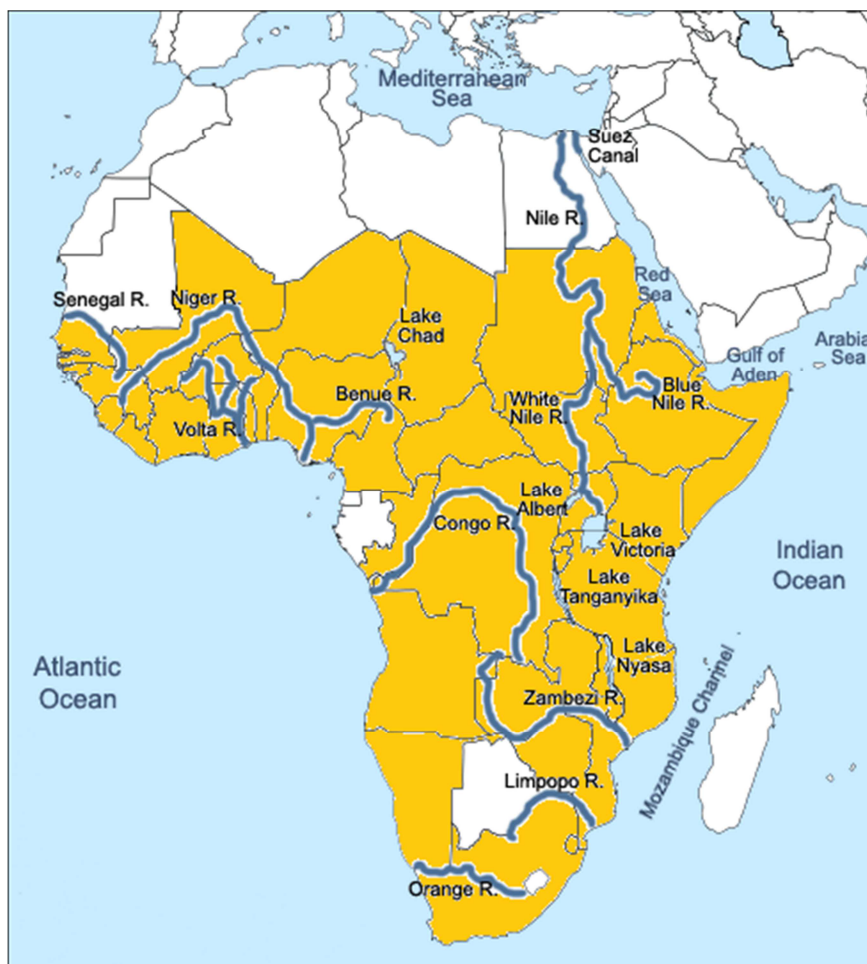 Mediterranean
Sea
Suez
Canal
Nile R.
Red
Sea
Senegal R.
Niger R.
Lake
Chad
Arabia
Sea
Gulf of
Aden
Benue R.
White
Nile R.
Blue
Nile R.
Volta R.
Lake
Albert
Congo R.
Lake
Victoria
Indian
Ocean
Lake
Tanganyika
Atlantic
Ocean
Lake
Nyasa
Zambezi R.
Mozambique Channel
Limpopo R.
Orange R.